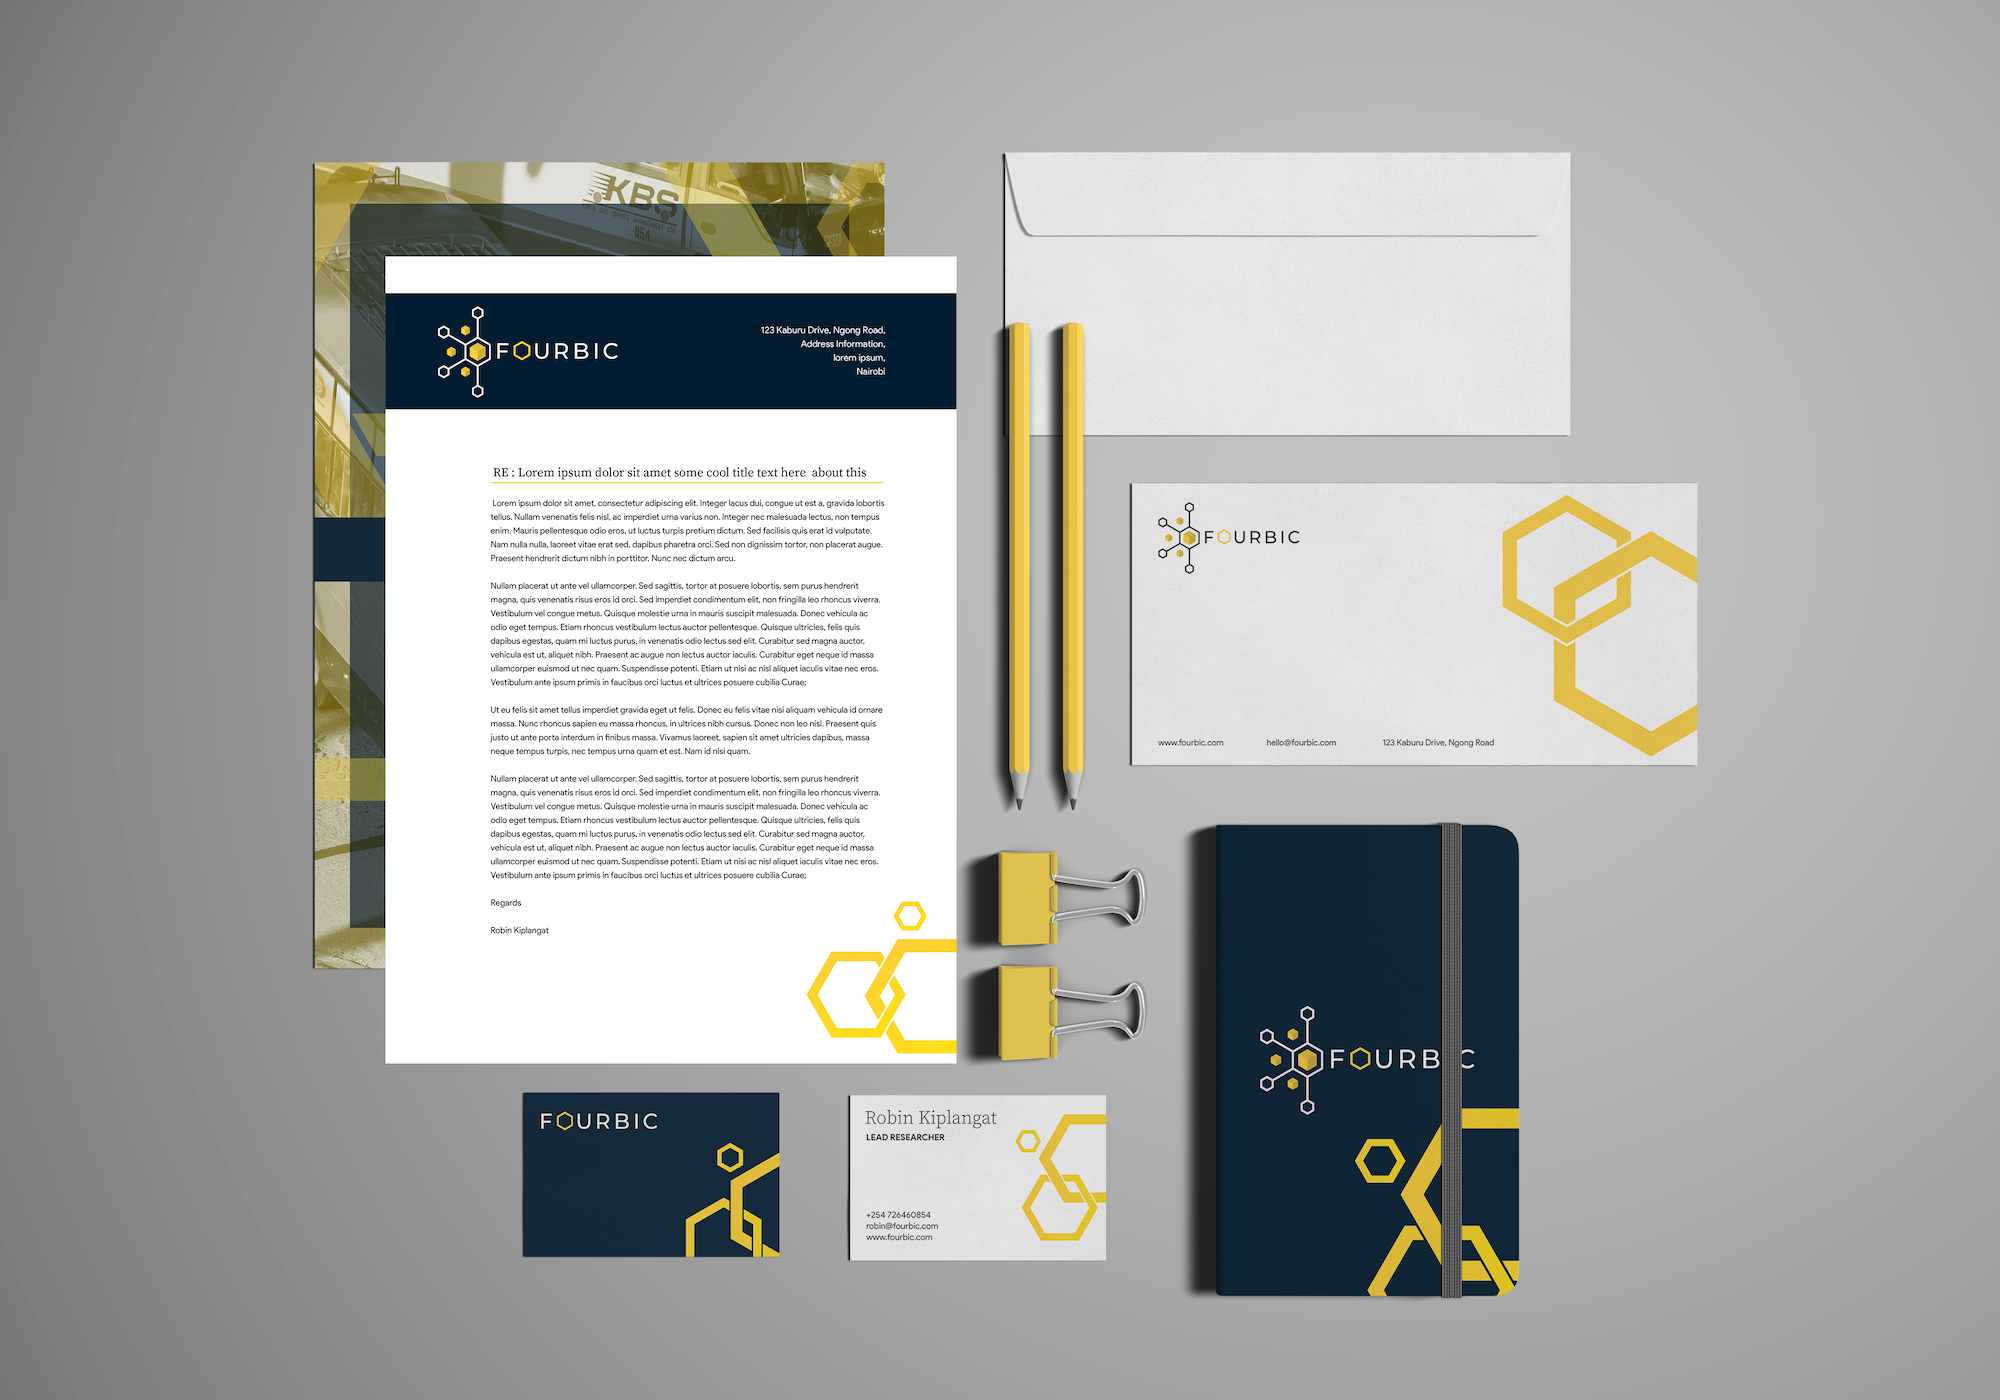 KBS
054
FOURBIC
123 Kaburu Drive, Ngong Road,
Address Information,
lorem ipsum,
Nairobi
RE : Lorem ipsum dolor sit amet some cool title text here about this
Lorem ipsum dolor sit amet, consectetur adipiscing elit. Integer lacus dui, congue ut est a, gravida lobortis
tellus. Nullam venenatis felis nisl, ac imperdiet urna varius non. Integer nec malesuada lectus, non tempus
enim. Mauris pellentesque odio eros, ut luctus turpis pretium dictum. Sed facilisis quis erat id vulputate.
Nam nulla nulla, laoreet vitae erat sed, dapibus pharetra orci. Sed non dignissim tortor, non placerat augue.
Praesent hendrerit dictum nibh in porttitor. Nunc nec dictum arcu.
Nullam placerat ut ante vel ullamcorper. Sed sagittis, tortor at posuere lobortis, sem purus hendrerit
magna, quis venenatis risus eros id orci. Sed imperdiet condimentum elit, non fringilla leo rhoncus viverra.
Vestibulum vel congue metus. Quisque molestie urna in mauris suscipit malesuada. Donec vehicula ac
odio eget tempus. Etiam rhoncus vestibulum lectus auctor pellentesque. Quisque ultricies, felis quis
dapibus egestas, quam mi luctus purus, in venenatis odio lectus sed elit. Curabitur sed magna auctor,
vehicula est ut, aliquet nibh. Praesent ac augue non lectus auctor iaculis. Curabitur eget neque id massa
ullamcorper euismod ut nec quam. Suspendisse potenti. Etiam ut nisi ac nisl aliquet iaculis vitae nec eros.
Vestibulum ante ipsum primis in faucibus orci luctus et ultrices posuere cubilia Curae;
Ut eu felis sit amet tellus imperdiet gravida eget ut felis. Donec eu felis vitae nisi aliquam vehicula id ornare
massa. Nunc rhoncus sapien eu massa rhoncus, in ultrices nibh cursus. Donec non leo nisl. Praesent quis
justo ut ante porta interdum in finibus massa. Vivamus laoreet, sapien sit amet ultricies dapibus, massa
neque tempus turpis, nec tempus urna quam et est. Nam id nisi quam.
Nullam placerat ut ante vel ullamcorper. Sed sagittis, tortor at posuere lobortis, sem purus hendrerit
magna, quis venenatis risus eros id orci. Sed imperdiet condimentum elit, non fringilla leo rhoncus viverra.
Vestibulum vel congue metus. Quisque molestie urna in mauris suscipit malesuada. Donec vehicula ac
odio eget tempus. Etiam rhoncus vestibulum lectus auctor pellentesque. Quisque ultricies, felis quis
dapibus egestas, quam mi luctus purus, in venenatis odio lectus sed elit. Curabitur sed magna auctor,
vehicula est ut, aliquet nibh. Praesent ac augue non lectus auctor iaculis. Curabitur eget neque id massa
ullamcorper euismod ut nec quam. Suspendisse potenti. Etiam ut nisi ac nisl aliquet iaculis vitae nec eros.
Vestibulum ante ipsum primis in faucibus orci luctus et ultrices posuere cubilia Curae;
Regards
Robin Kiplangat
FOURBIC
www.fourbic.com hello@fourbic.com 123 Kaburu Drive, Ngong Road
FOURBIC
FOURBIC
Robin Kiplangat
LEAD RESEARCHER
+254 726460854
robin@fourbic.com
www.fourbic.com